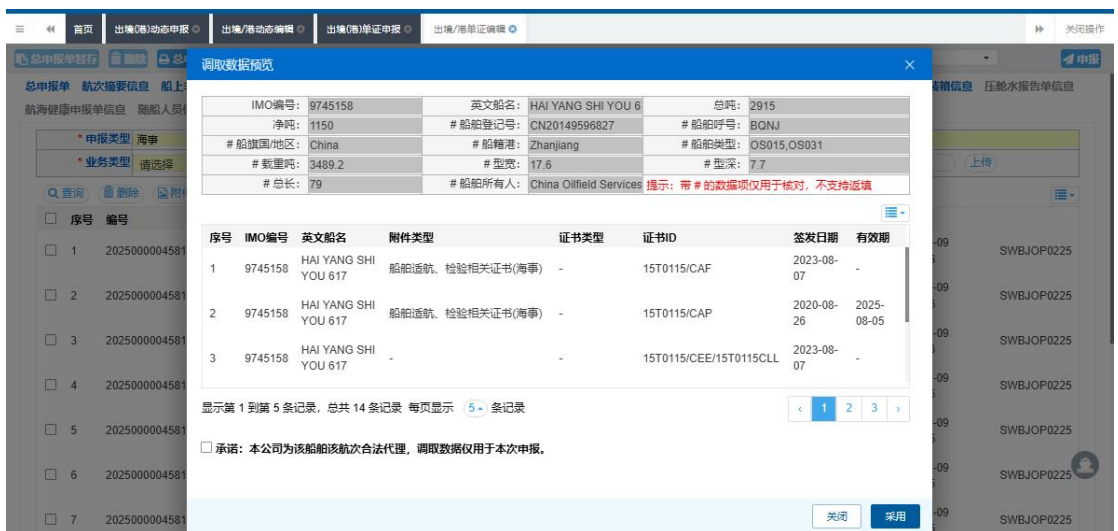 首页 出境(港)动态申报 出境/港动态编辑 出境(港)单证申报 出境/港单证编辑 关闭操作
总申报单暂存 删除 申报
调取数据预览
总申报单 航次摘要信息 压舱水报告单信息
航海健康申报单信息
IMO编号: 9745158 英文船名: HAI YANG SHI YOU 6 总吨: 2915
净吨: 1150 # 船舶登记号: CN20149596827 # 船舶呼号: BQNJ
# 船旗国/地区: China # 船籍港: Zhanjiang # 船舶类型: OS015,OS031
# 载重吨: 3489.2 # 型宽: 17.6 # 型深: 7.7
# 总长: 79 # 船舶所有人: China Oilfield Services 提示：带 # 的数据项仅用于核对，不支持返填
* 申报类型 海事
* 业务类型 请选择 上传
查询 删除
序号 编号
序号 IMO编号 英文船名 附件类型 证书类型 证书ID 签发日期 有效期
1 9745158 HAI YANG SHI YOU 617 船舶适航、检验相关证书(海事) - 15T0115/CAF 2023-08-07 -
2 9745158 HAI YANG SHI YOU 617 船舶适航、检验相关证书(海事) - 15T0115/CAP 2020-08-26 2025-08-05
3 9745158 HAI YANG SHI YOU 617 - - 15T0115/CEE/15T0115CLL 2023-08-07 -
显示第 1 到第 5 条记录，总共 14 条记录 每页显示 5 条记录 ‹ 1 2 3 ›
承诺：本公司为该船舶该航次合法代理，调取数据仅用于本次申报。
关闭 采用
1 2025000004581 -09 SWBJOP0225
2 2025000004581 -09 SWBJOP0225
3 2025000004581 -09 SWBJOP0225
4 2025000004581 -09 SWBJOP0225
5 2025000004581 -09 SWBJOP0225
6 2025000004581 -09 SWBJOP0225
7 2025000004581 -09 SWBJOP0225